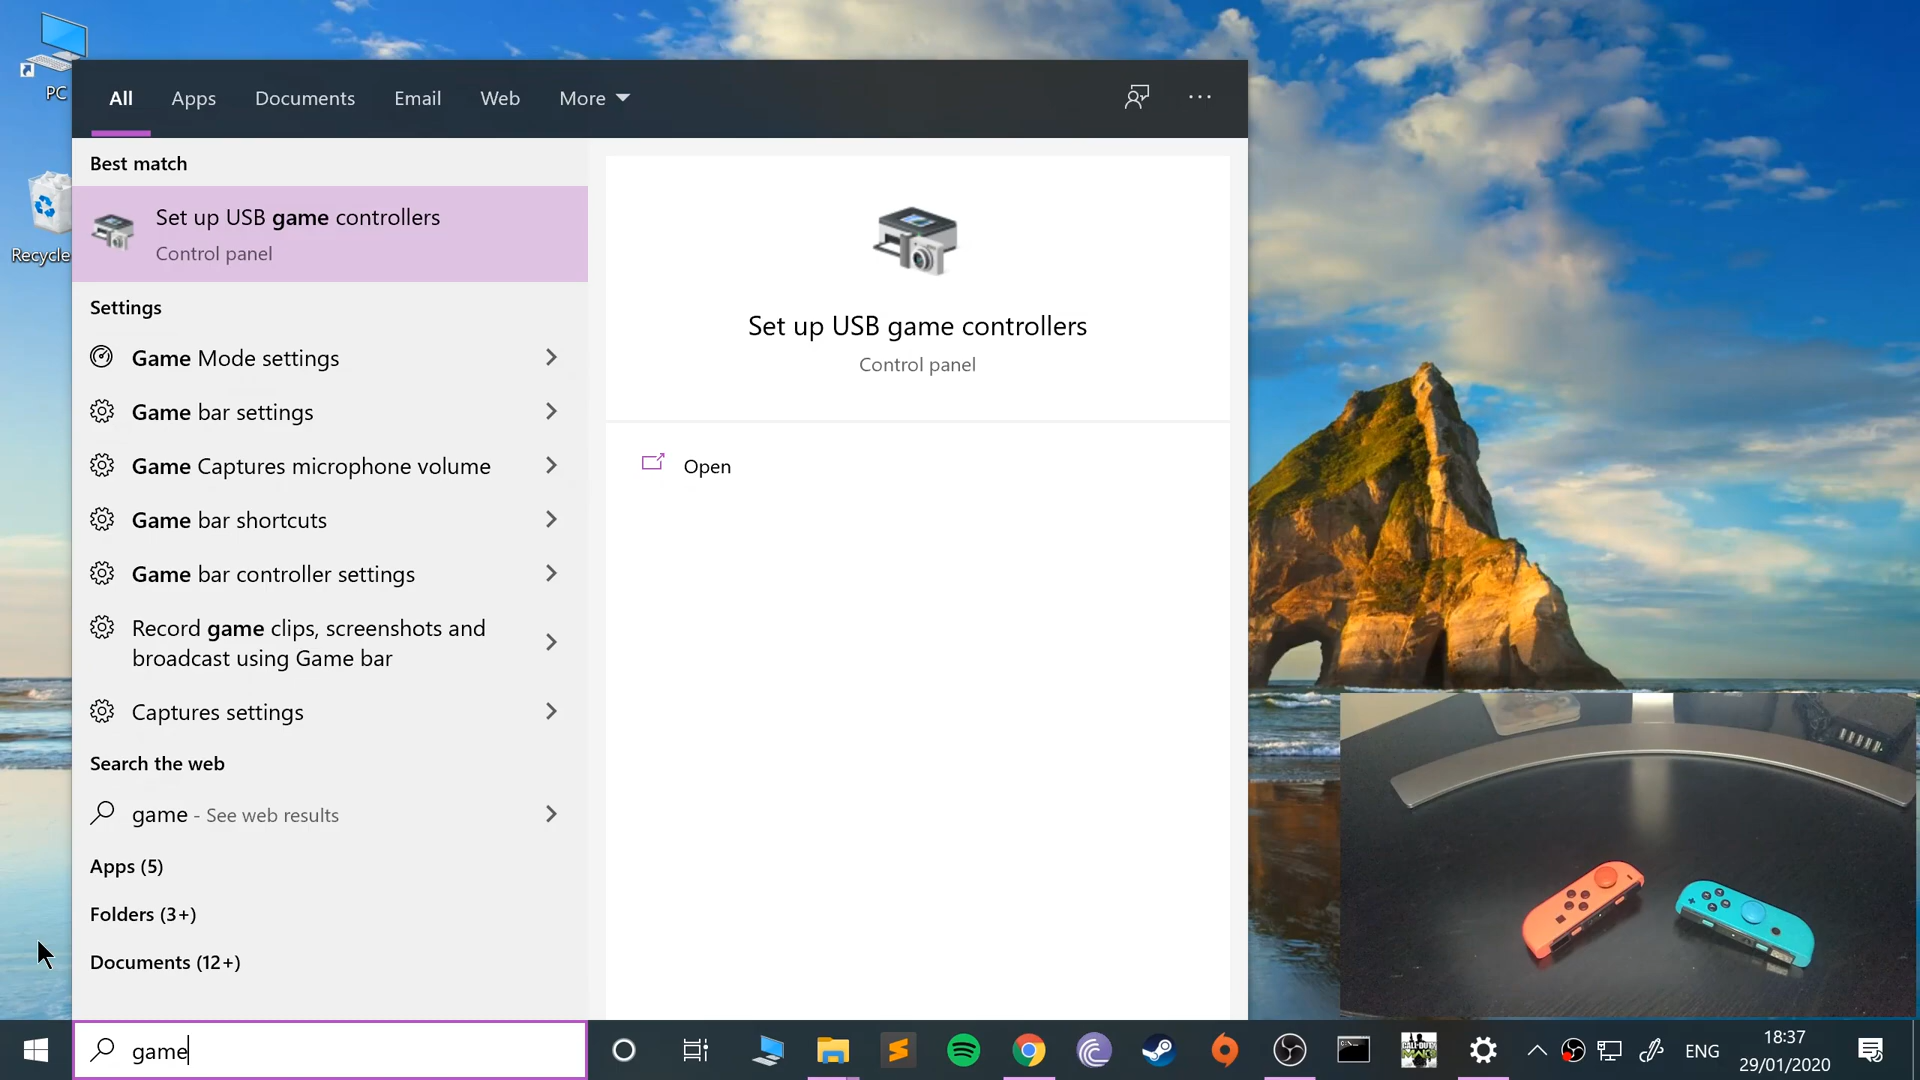 PC
Recycle
All Apps Documents Email Web More
Best match
Set up USB game controllers
Control panel
Settings
Game Mode settings
Game bar settings
Game Captures microphone volume
Game bar shortcuts
Game bar controller settings
Record game clips, screenshots and
broadcast using Game bar
Captures settings
Search the web
game - See web results
Apps (5)
Folders (3+)
Documents (12+)
Set up USB game controllers
Control panel
Open
game
ENG
18:37
29/01/2020